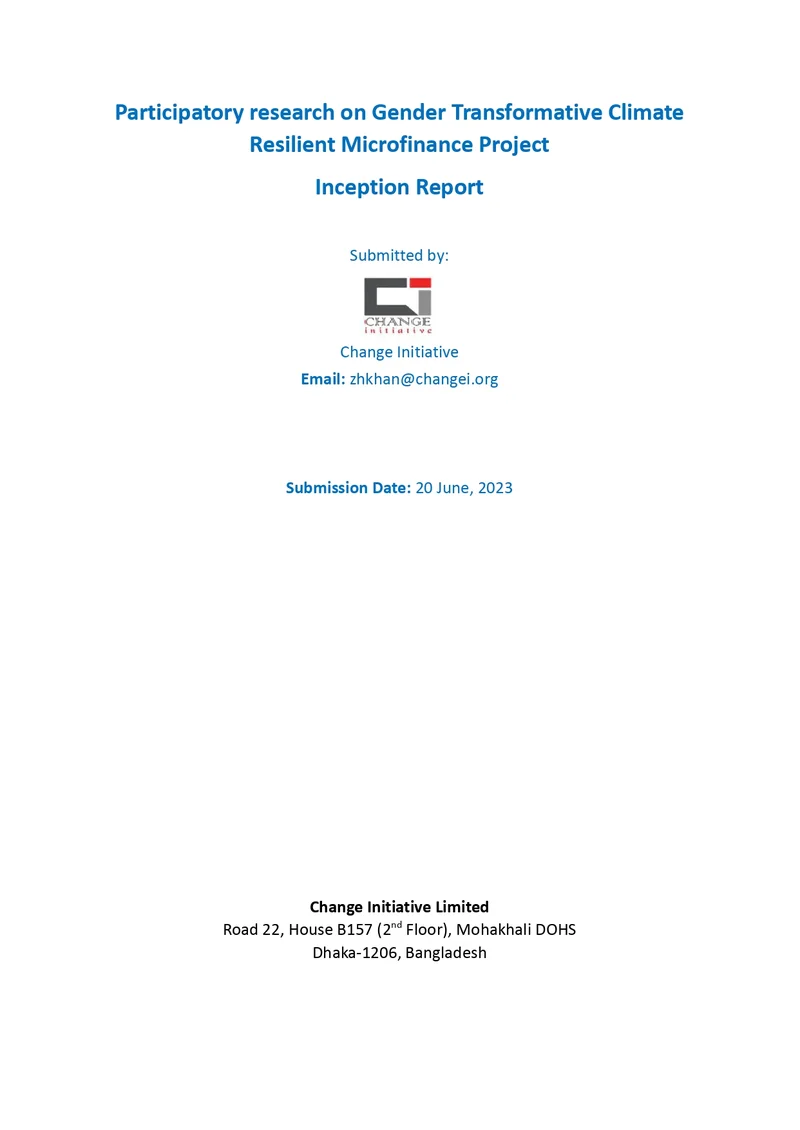 Participatory research on Gender Transformative Climate
Resilient Microfinance Project
Inception Report
Submitted by:
CHANGE
initiative
Change Initiative
Email: zhkhan@changei.org
Submission Date: 20 June, 2023
Change Initiative Limited
Road 22, House B157 (2nd Floor), Mohakhali DOHS
Dhaka-1206, Bangladesh